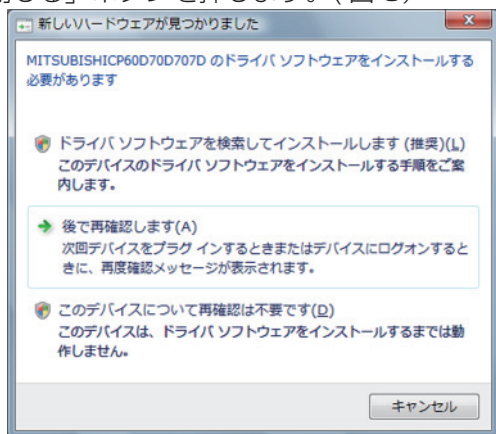 新しいハードウェアが見つかりました
MITSUBISHICP60D70D707D のドライバ ソフトウェアをインストールする
必要があります
ドライバ ソフトウェアを検索してインストールします (推奨)(L)
このデバイスのドライバ ソフトウェアをインストールする手順をご案
内します。
後で再確認します(A)
次回デバイスをプラグ インするときまたはデバイスにログオンすると
きに、再度確認メッセージが表示されます。
このデバイスについて再確認は不要です(D)
このデバイスは、ドライバ ソフトウェアをインストールするまでは動
作しません。
キャンセル